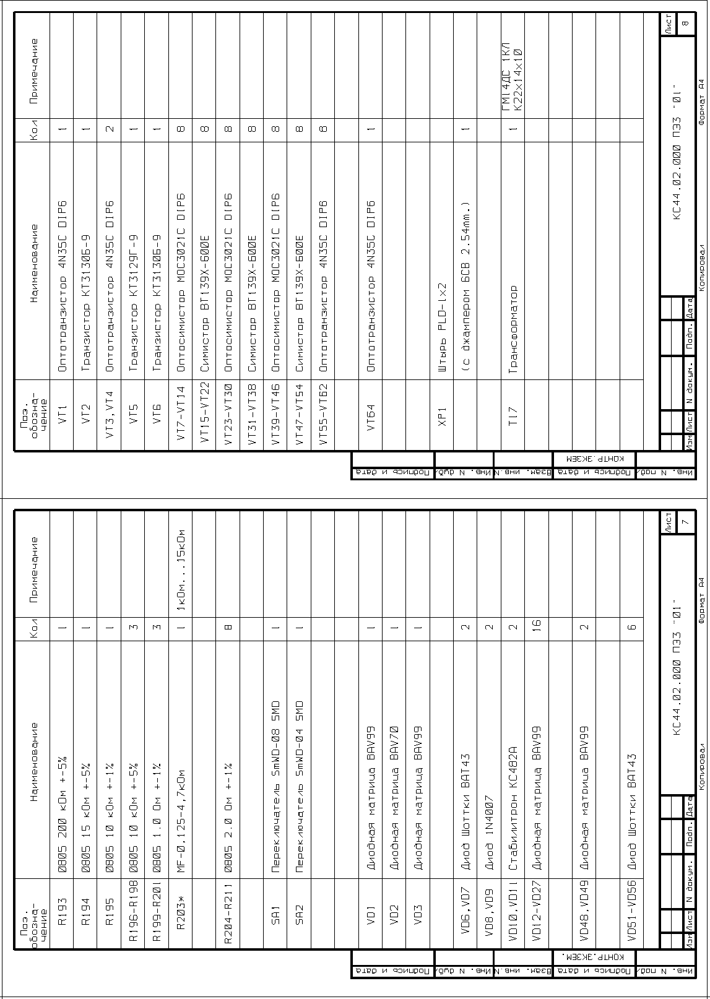 Поз. обозна- чение Наименование Кол Примечание
R193 0805 200 кОм +-5% 1
R194 0805 15 кОм +-5% 1
R195 0805 10 кОм +-1% 1
R196-R198 0805 10 кОм +-5% 3
R199-R201 0805 1.0 Ом +-1% 3
R203* MF-0.125-4,7кОм 1 1кОм...15кОм
R204-R211 0805 2.0 Ом +-1% 8
SA1 Переключатель SmWD-08 SMD 1
SA2 Переключатель SmWD-04 SMD 1
VD1 Диодная матрица BAV99 1
VD2 Диодная матрица BAV70 1
VD3 Диодная матрица BAV99 1
VD6,VD7 Диод Шоттки BAT43 2
VD8,VD9 Диод 1N4007 2
VD10,VD11 Стабилитрон КС482А 2
VD12-VD27 Диодная матрица BAV99 16
VD48,VD49 Диодная матрица BAV99 2
VD51-VD56 Диод Шоттки BAT43 6
Изм Лист N докум. Подп. Дата
КС44.02.000 ПЭ3 "01"
Лист
7
Копировал Формат А4
Инв. N подл
Подпись и дата
Взам. инв.N
Инв. N дубл
Подпись и дата
КОНТР.ЭКЗЕМ.
Поз. обозна- чение Наименование Кол Примечание
VT1 Оптотранзистор 4N35C DIP6 1
VT2 Транзистор КТ3130Б-9 1
VT3,VT4 Оптотранзистор 4N35C DIP6 2
VT5 Транзистор КТ3129Г-9 1
VT6 Транзистор КТ3130Б-9 1
VT7-VT14 Оптосимистор MOC3021C DIP6 8
VT15-VT22 Симистор BT139X-600E 8
VT23-VT30 Оптосимистор MOC3021C DIP6 8
VT31-VT38 Симистор BT139X-600E 8
VT39-VT46 Оптосимистор MOC3021C DIP6 8
VT47-VT54 Симистор BT139X-600E 8
VT55-VT62 Оптотранзистор 4N35C DIP6 8
VT64 Оптотранзистор 4N35C DIP6 1
XP1 Штырь PLD-1x2
(с джампером БСВ 2.54mm.) 1
Т17 Трансформатор 1 ГМ14ДС 1КЛ
К22х14х10
Изм Лист N докум. Подп. Дата
КС44.02.000 ПЭ3 "01"
Лист
8
Копировал Формат А4
Инв. N подл
Подпись и дата
Взам. инв.N
Инв. N дубл
Подпись и дата
КОНТР.ЭКЗЕМ